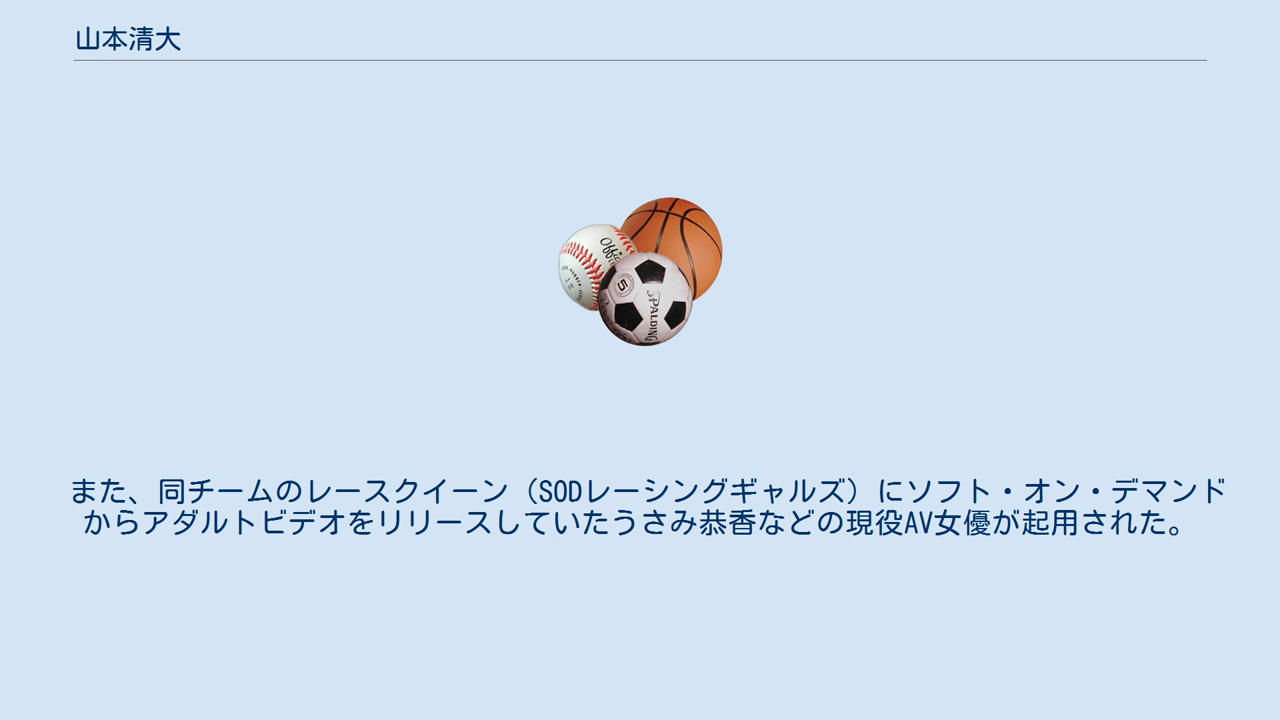 山本清大
Offi
5
SPALDING
また、同チームのレースクイーン（SODレーシングギャルズ）にソフト・オン・デマンド
からアダルトビデオをリリースしていたうさみ恭香などの現役AV女優が起用された。